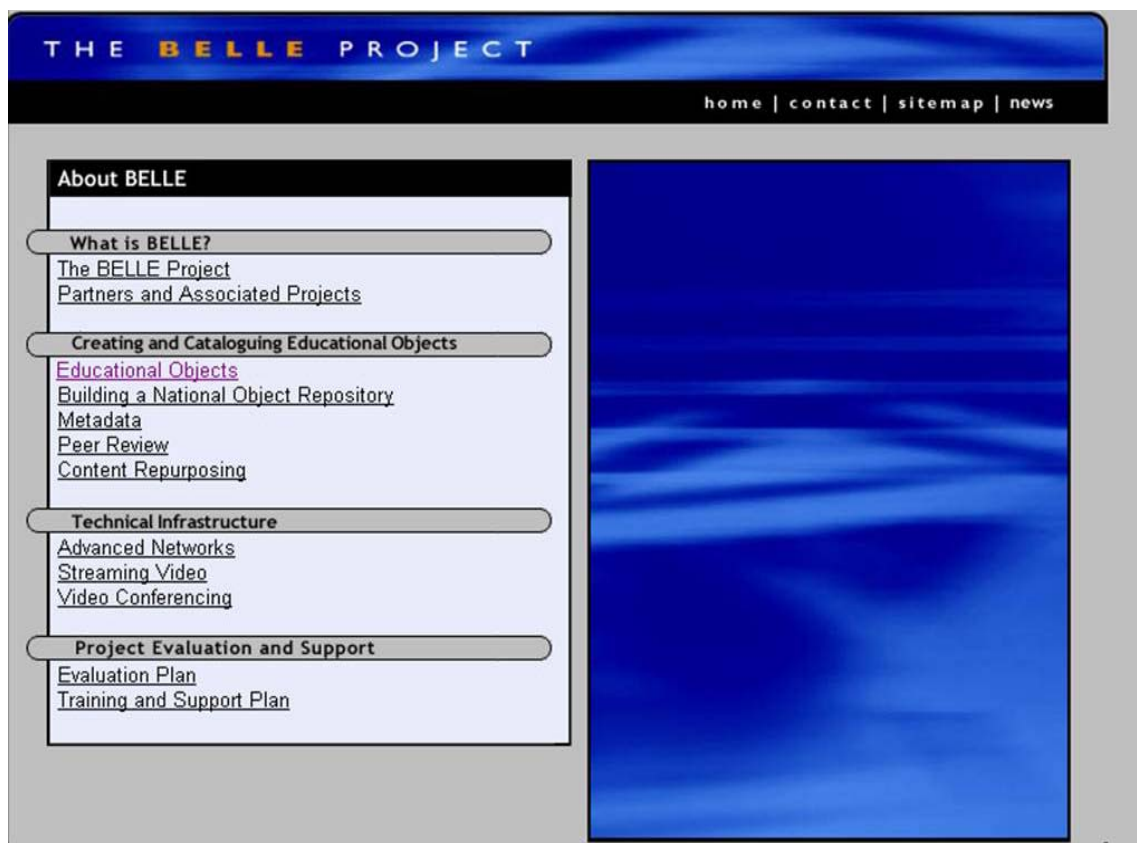 THE BELLE PROJECT
home | contact | sitemap | news
About BELLE
What is BELLE?
The BELLE Project
Partners and Associated Projects
Creating and Cataloguing Educational Objects
Educational Objects
Building a National Object Repository
Metadata
Peer Review
Content Repurposing
Technical Infrastructure
Advanced Networks
Streaming Video
Video Conferencing
Project Evaluation and Support
Evaluation Plan
Training and Support Plan